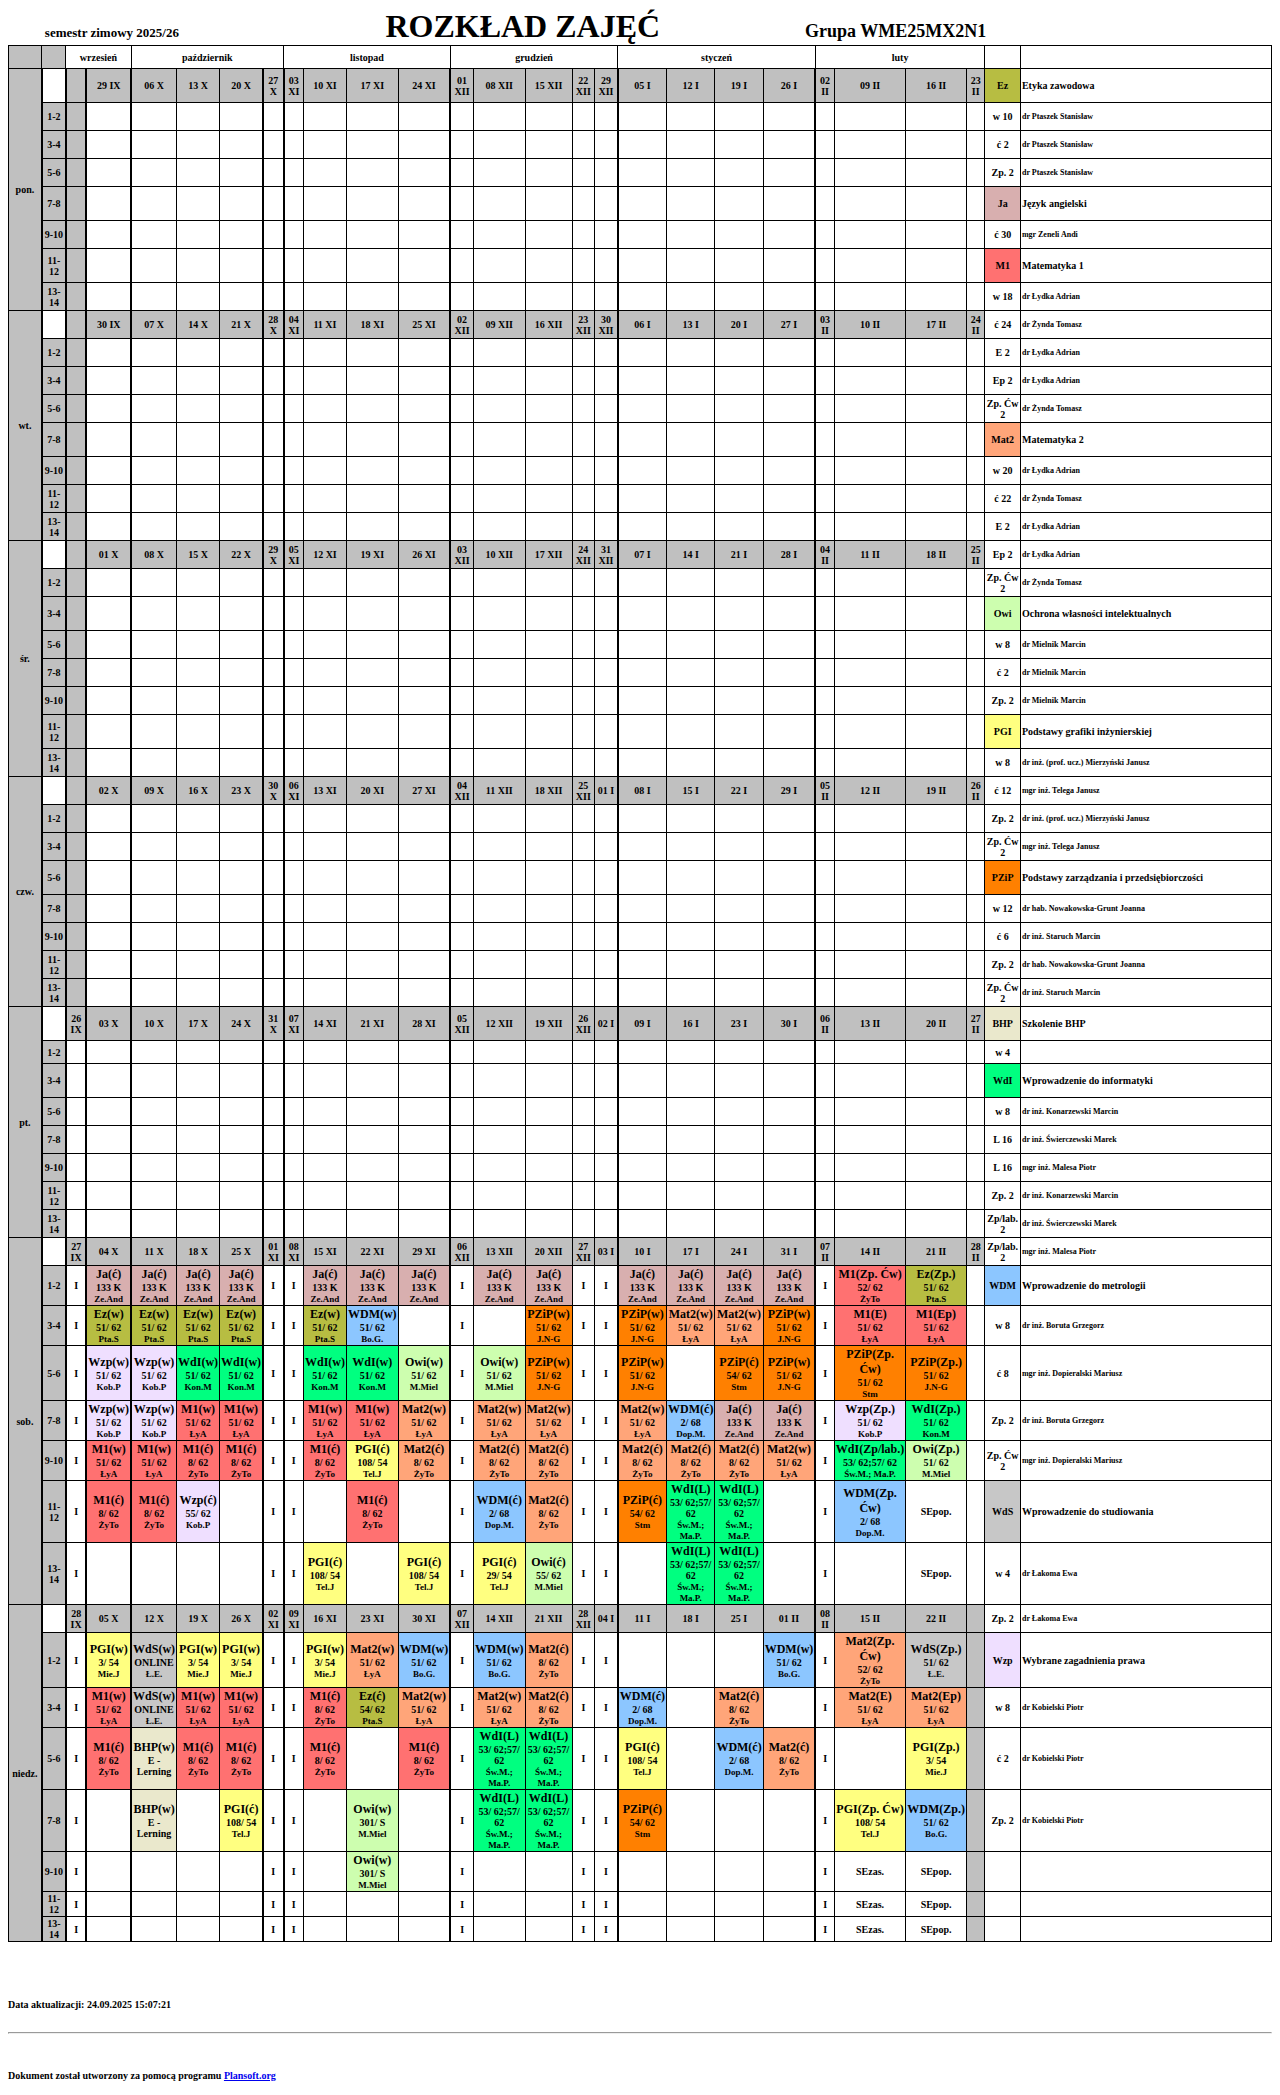 semestr zimowy 2025/26 ROZKŁAD ZAJĘĆ Grupa WME25MX2N1
wrzesień październik listopad grudzień styczeń luty
pon. 29 IX 06 X 13 X 20 X 27 X 03 XI 10 XI 17 XI 24 XI 01 XII 08 XII 15 XII 22 XII 29 XII 05 I 12 I 19 I 26 I 02 II 09 II 16 II 23 II Ez Etyka zawodowa
1-2 w 10 dr Ptaszek Stanisław
3-4 ć 2 dr Ptaszek Stanisław
5-6 Zp. 2 dr Ptaszek Stanisław
7-8 Ja Język angielski
9-10 ć 30 mgr Zeneli Andi
11-12 M1 Matematyka 1
13-14 w 18 dr Łydka Adrian
wt. 30 IX 07 X 14 X 21 X 28 X 04 XI 11 XI 18 XI 25 XI 02 XII 09 XII 16 XII 23 XII 30 XII 06 I 13 I 20 I 27 I 03 II 10 II 17 II 24 II ć 24 dr Żynda Tomasz
1-2 E 2 dr Łydka Adrian
3-4 Ep 2 dr Łydka Adrian
5-6 Zp. Ćw 2 dr Żynda Tomasz
7-8 Mat2 Matematyka 2
9-10 w 20 dr Łydka Adrian
11-12 ć 22 dr Żynda Tomasz
13-14 E 2 dr Łydka Adrian
śr. 01 X 08 X 15 X 22 X 29 X 05 XI 12 XI 19 XI 26 XI 03 XII 10 XII 17 XII 24 XII 31 XII 07 I 14 I 21 I 28 I 04 II 11 II 18 II 25 II Ep 2 dr Łydka Adrian
1-2 Zp. Ćw 2 dr Żynda Tomasz
3-4 Owi Ochrona własności intelektualnych
5-6 w 8 dr Mielnik Marcin
7-8 ć 2 dr Mielnik Marcin
9-10 Zp. 2 dr Mielnik Marcin
11-12 PGI Podstawy grafiki inżynierskiej
13-14 w 8 dr inż. (prof. ucz.) Mierzyński Janusz
czw. 02 X 09 X 16 X 23 X 30 X 06 XI 13 XI 20 XI 27 XI 04 XII 11 XII 18 XII 25 XII 01 I 08 I 15 I 22 I 29 I 05 II 12 II 19 II 26 II ć 12 mgr inż. Telega Janusz
1-2 Zp. 2 dr inż. (prof. ucz.) Mierzyński Janusz
3-4 Zp. Ćw 2 mgr inż. Telega Janusz
5-6 PZiP Podstawy zarządzania i przedsiębiorczości
7-8 w 12 dr hab. Nowakowska-Grunt Joanna
9-10 ć 6 dr inż. Staruch Marcin
11-12 Zp. 2 dr hab. Nowakowska-Grunt Joanna
13-14 Zp. Ćw 2 dr inż. Staruch Marcin
pt. 26 IX 03 X 10 X 17 X 24 X 31 X 07 XI 14 XI 21 XI 28 XI 05 XII 12 XII 19 XII 26 XII 02 I 09 I 16 I 23 I 30 I 06 II 13 II 20 II 27 II BHP Szkolenie BHP
1-2 w 4
3-4 WdI Wprowadzenie do informatyki
5-6 w 8 dr inż. Konarzewski Marcin
7-8 L 16 dr inż. Świerczewski Marek
9-10 L 16 mgr inż. Malesa Piotr
11-12 Zp. 2 dr inż. Konarzewski Marcin
13-14 Zp/lab. 2 dr inż. Świerczewski Marek
sob. 27 IX 04 X 11 X 18 X 25 X 01 XI 08 XI 15 XI 22 XI 29 XI 06 XII 13 XII 20 XII 27 XII 03 I 10 I 17 I 24 I 31 I 07 II 14 II 21 II 28 II Zp/lab. 2 mgr inż. Malesa Piotr
1-2 I Ja(ć) 133 K Ze.And Ja(ć) 133 K Ze.And Ja(ć) 133 K Ze.And Ja(ć) 133 K Ze.And I I Ja(ć) 133 K Ze.And Ja(ć) 133 K Ze.And Ja(ć) 133 K Ze.And I Ja(ć) 133 K Ze.And Ja(ć) 133 K Ze.And I I Ja(ć) 133 K Ze.And Ja(ć) 133 K Ze.And Ja(ć) 133 K Ze.And Ja(ć) 133 K Ze.And I M1(Zp. Ćw) 52/ 62 ŻyTo Ez(Zp.) 51/ 62 Pta.S WDM Wprowadzenie do metrologii
3-4 I Ez(w) 51/ 62 Pta.S Ez(w) 51/ 62 Pta.S Ez(w) 51/ 62 Pta.S Ez(w) 51/ 62 Pta.S I I Ez(w) 51/ 62 Pta.S WDM(w) 51/ 62 Bo.G. I PZiP(w) 51/ 62 J.N-G I I PZiP(w) 51/ 62 J.N-G Mat2(w) 51/ 62 ŁyA Mat2(w) 51/ 62 ŁyA PZiP(w) 51/ 62 J.N-G I M1(E) 51/ 62 ŁyA M1(Ep) 51/ 62 ŁyA w 8 dr inż. Boruta Grzegorz
5-6 I Wzp(w) 51/ 62 Kob.P Wzp(w) 51/ 62 Kob.P WdI(w) 51/ 62 Kon.M WdI(w) 51/ 62 Kon.M I I WdI(w) 51/ 62 Kon.M WdI(w) 51/ 62 Kon.M Owi(w) 51/ 62 M.Miel I Owi(w) 51/ 62 M.Miel PZiP(w) 51/ 62 J.N-G I I PZiP(w) 51/ 62 J.N-G PZiP(ć) 54/ 62 Stm PZiP(w) 51/ 62 J.N-G I PZiP(Zp. Ćw) 51/ 62 Stm PZiP(Zp.) 51/ 62 J.N-G ć 8 mgr inż. Dopieralski Mariusz
7-8 I Wzp(w) 51/ 62 Kob.P Wzp(w) 51/ 62 Kob.P M1(w) 51/ 62 ŁyA M1(w) 51/ 62 ŁyA I I M1(w) 51/ 62 ŁyA M1(w) 51/ 62 ŁyA Mat2(w) 51/ 62 ŁyA I Mat2(w) 51/ 62 ŁyA Mat2(w) 51/ 62 ŁyA I I Mat2(w) 51/ 62 ŁyA WDM(ć) 2/ 68 Dop.M. Ja(ć) 133 K Ze.And Ja(ć) 133 K Ze.And I Wzp(Zp.) 51/ 62 Kob.P WdI(Zp.) 51/ 62 Kon.M Zp. 2 dr inż. Boruta Grzegorz
9-10 I M1(w) 51/ 62 ŁyA M1(w) 51/ 62 ŁyA M1(ć) 8/ 62 ŻyTo M1(ć) 8/ 62 ŻyTo I I M1(ć) 8/ 62 ŻyTo PGI(ć) 108/ 54 Tel.J Mat2(ć) 8/ 62 ŻyTo I Mat2(ć) 8/ 62 ŻyTo Mat2(ć) 8/ 62 ŻyTo I I Mat2(ć) 8/ 62 ŻyTo Mat2(ć) 8/ 62 ŻyTo Mat2(ć) 8/ 62 ŻyTo Mat2(w) 51/ 62 ŁyA I WdI(Zp/lab.) 53/ 62;57/ 62 Św.M.; Ma.P. Owi(Zp.) 51/ 62 M.Miel Zp. Ćw 2 mgr inż. Dopieralski Mariusz
11-12 I M1(ć) 8/ 62 ŻyTo M1(ć) 8/ 62 ŻyTo Wzp(ć) 55/ 62 Kob.P I I M1(ć) 8/ 62 ŻyTo I WDM(ć) 2/ 68 Dop.M. Mat2(ć) 8/ 62 ŻyTo I I PZiP(ć) 54/ 62 Stm WdI(L) 53/ 62;57/ 62 Św.M.; Ma.P. WdI(L) 53/ 62;57/ 62 Św.M.; Ma.P. I WDM(Zp. Ćw) 2/ 68 Dop.M. SEpop. WdS Wprowadzenie do studiowania
13-14 I I I PGI(ć) 108/ 54 Tel.J PGI(ć) 108/ 54 Tel.J I PGI(ć) 29/ 54 Tel.J Owi(ć) 55/ 62 M.Miel I I WdI(L) 53/ 62;57/ 62 Św.M.; Ma.P. WdI(L) 53/ 62;57/ 62 Św.M.; Ma.P. I SEpop. w 4 dr Łakoma Ewa
niedz. 28 IX 05 X 12 X 19 X 26 X 02 XI 09 XI 16 XI 23 XI 30 XI 07 XII 14 XII 21 XII 28 XII 04 I 11 I 18 I 25 I 01 II 08 II 15 II 22 II Zp. 2 dr Łakoma Ewa
1-2 I PGI(w) 3/ 54 Mie.J WdS(w) ONLINE Ł.E. PGI(w) 3/ 54 Mie.J PGI(w) 3/ 54 Mie.J I I PGI(w) 3/ 54 Mie.J Mat2(w) 51/ 62 ŁyA WDM(w) 51/ 62 Bo.G. I WDM(w) 51/ 62 Bo.G. Mat2(ć) 8/ 62 ŻyTo I I WDM(w) 51/ 62 Bo.G. I Mat2(Zp. Ćw) 52/ 62 ŻyTo WdS(Zp.) 51/ 62 Ł.E. Wzp Wybrane zagadnienia prawa
3-4 I M1(w) 51/ 62 ŁyA WdS(w) ONLINE Ł.E. M1(w) 51/ 62 ŁyA M1(w) 51/ 62 ŁyA I I M1(ć) 8/ 62 ŻyTo Ez(ć) 54/ 62 Pta.S Mat2(w) 51/ 62 ŁyA I Mat2(w) 51/ 62 ŁyA Mat2(ć) 8/ 62 ŻyTo I I WDM(ć) 2/ 68 Dop.M. Mat2(ć) 8/ 62 ŻyTo I Mat2(E) 51/ 62 ŁyA Mat2(Ep) 51/ 62 ŁyA w 8 dr Kobielski Piotr
5-6 I M1(ć) 8/ 62 ŻyTo BHP(w) E - Lerning M1(ć) 8/ 62 ŻyTo M1(ć) 8/ 62 ŻyTo I I M1(ć) 8/ 62 ŻyTo M1(ć) 8/ 62 ŻyTo I WdI(L) 53/ 62;57/ 62 Św.M.; Ma.P. WdI(L) 53/ 62;57/ 62 Św.M.; Ma.P. I I PGI(ć) 108/ 54 Tel.J WDM(ć) 2/ 68 Dop.M. Mat2(ć) 8/ 62 ŻyTo I PGI(Zp.) 3/ 54 Mie.J ć 2 dr Kobielski Piotr
7-8 I BHP(w) E - Lerning PGI(ć) 108/ 54 Tel.J I I Owi(w) 301/ S M.Miel I WdI(L) 53/ 62;57/ 62 Św.M.; Ma.P. WdI(L) 53/ 62;57/ 62 Św.M.; Ma.P. I I PZiP(ć) 54/ 62 Stm I PGI(Zp. Ćw) 108/ 54 Tel.J WDM(Zp.) 51/ 62 Bo.G. Zp. 2 dr Kobielski Piotr
9-10 I I I Owi(w) 301/ S M.Miel I I I I SEzas. SEpop.
11-12 I I I I I I I SEzas. SEpop.
13-14 I I I I I I I SEzas. SEpop.
Data aktualizacji: 24.09.2025 15:07:21
Dokument został utworzony za pomocą programu Plansoft.org